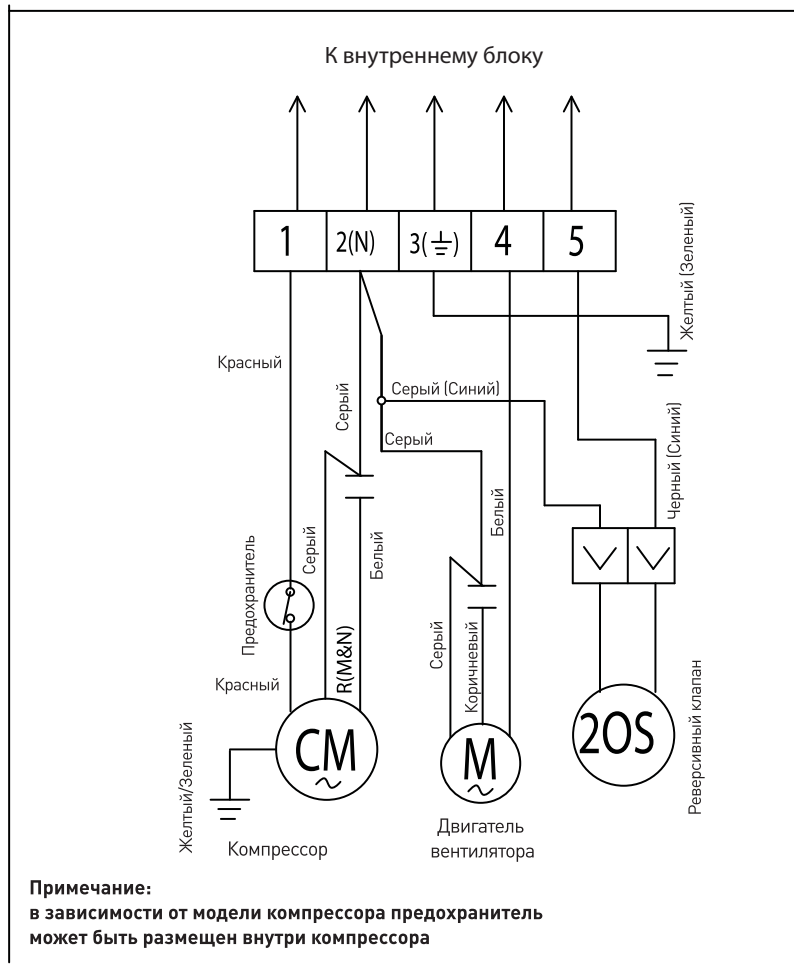 К внутреннему блоку
1
2(N)
3(⏚)
4
5
Желтый (Зеленый)
Красный
Серый
Серый (Синий)
Серый
Черный (Синий)
Белый
Серый
Белый
Предохранитель
Серый
Коричневый
R(M&N)
Красный
CM
M
2OS
Реверсивный клапан
Желтый/Зеленый
Компрессор
Двигатель
вентилятора
Примечание:
в зависимости от модели компрессора предохранитель
может быть размещен внутри компрессора